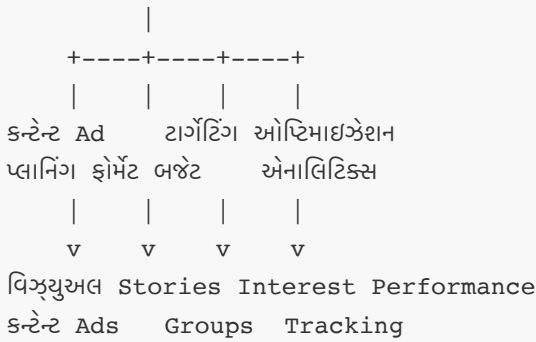 કન્ટેન્ટ Ad ટાર્ગેટિંગ ઓપ્ટિમાઇઝેશન
પ્લાનિંગ ફોર્મેટ બજેટ એનાલિટિક્સ
v v v v
વિઝ્યુઅલ Stories Interest Performance
કન્ટેન્ટ Ads Groups Tracking